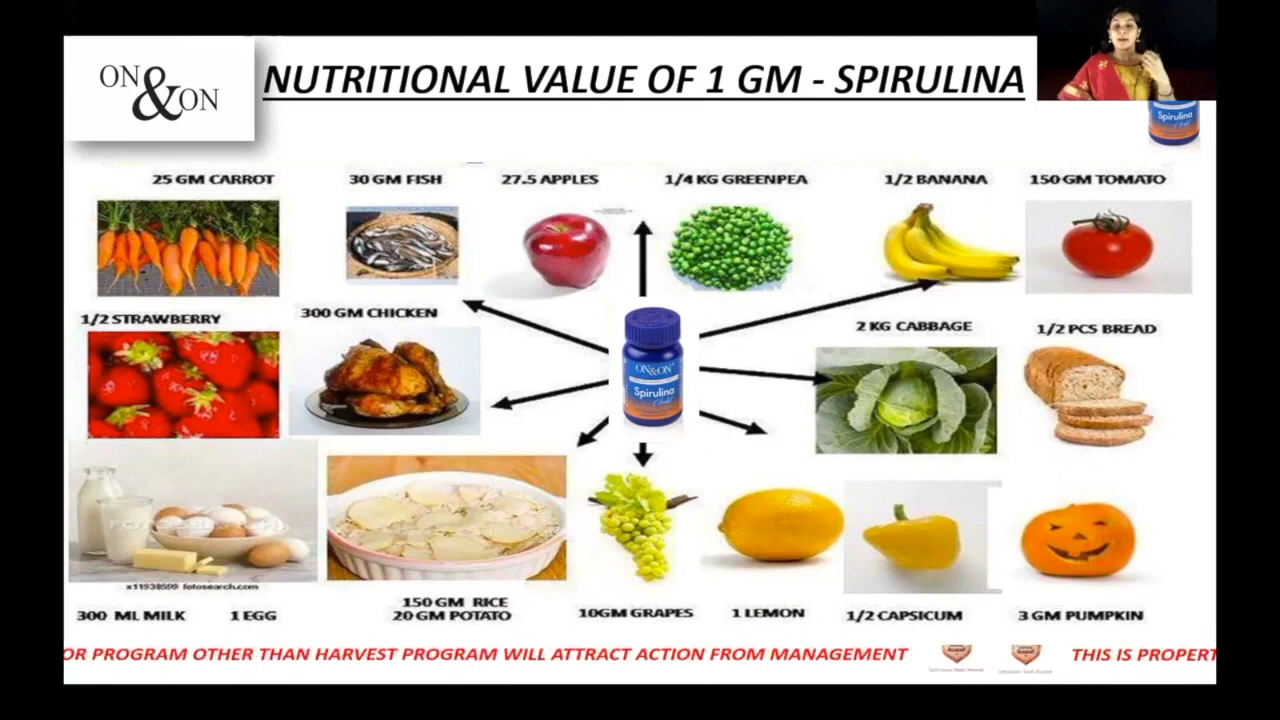 ON
&
ON
NUTRITIONAL VALUE OF 1 GM - SPIRULINA
Spirulina
25 GM CARROT
30 GM FISH
27.5 APPLES
1/4 KG GREENPEA
1/2 BANANA
150 GM TOMATO
1/2 STRAWBERRY
300 GM CHICKEN
2 KG CABBAGE
1/2 PCS BREAD
ON&ON
Spirulina
x11938599 fotosearch.com
300 ML MILK
1 EGG
150 GM RICE
20 GM POTATO
10GM GRAPES
1 LEMON
1/2 CAPSICUM
3 GM PUMPKIN
OR PROGRAM OTHER THAN HARVEST PROGRAM WILL ATTRACT ACTION FROM MANAGEMENT
THIS IS PROPERT